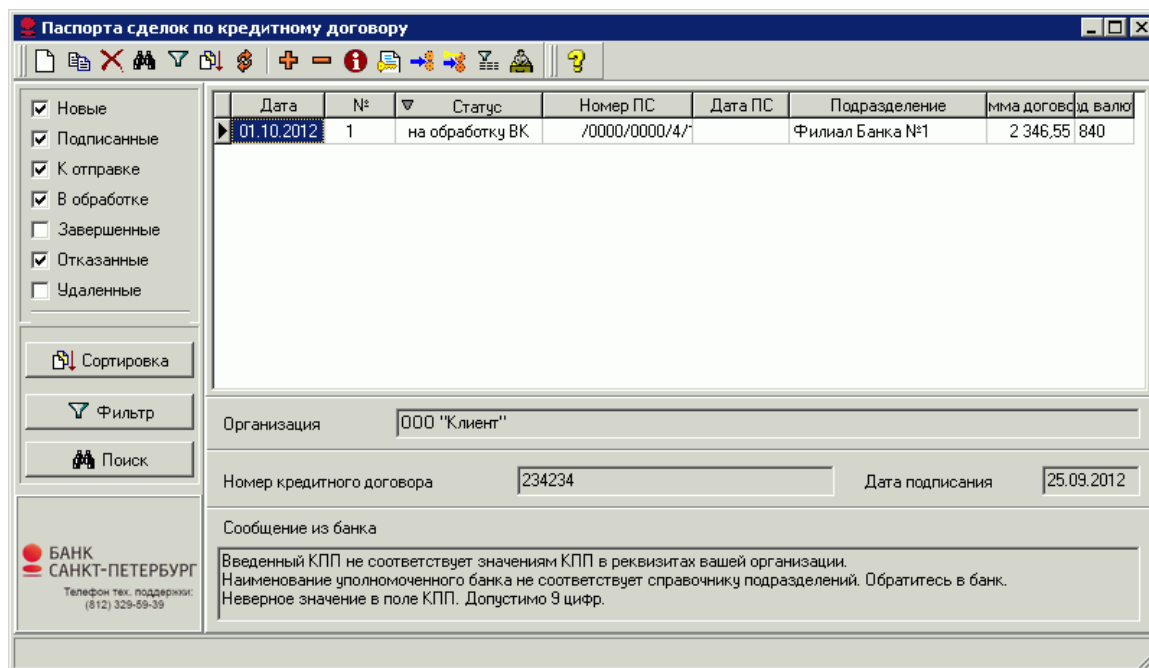 Паспорта сделок по кредитному договору
Новые
Подписанные
К отправке
В обработке
Завершенные
Отказанные
Удаленные
Сортировка
Фильтр
Поиск
БАНК
САНКТ-ПЕТЕРБУРГ
Телефон тех. поддержки:
(812) 329-59-39
Дата № Статус Номер ПС Дата ПС Подразделение мма догово д валю
01.10.2012 1 на обработку ВК /0000/0000/4/ Филиал Банка №1 2 346,55 840
Организация ООО "Клиент"
Номер кредитного договора 234234 Дата подписания 25.09.2012
Сообщение из банка
Введенный КПП не соответствует значениям КПП в реквизитах вашей организации.
Наименование уполномоченного банка не соответствует справочнику подразделений. Обратитесь в банк.
Неверное значение в поле КПП. Допустимо 9 цифр.